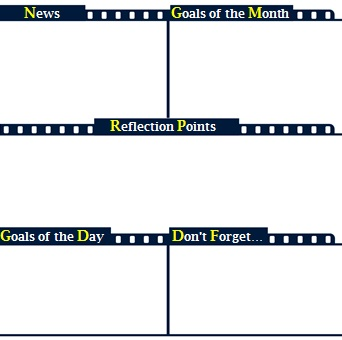 News
Goals of the Month
Reflection Points
Goals of the Day
Don't Forget...